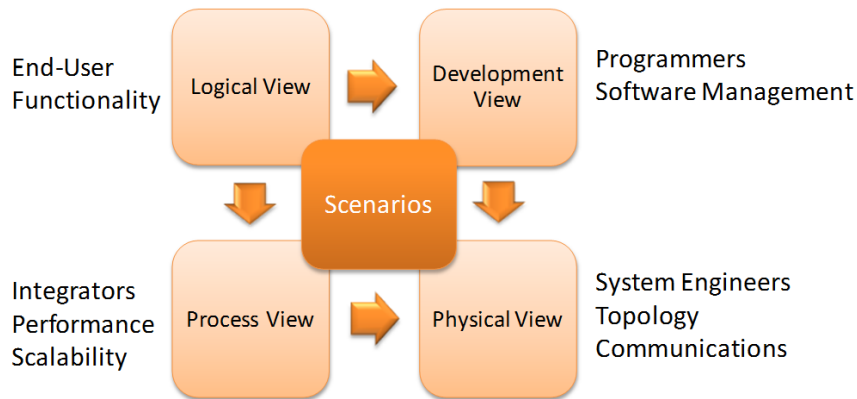 End-User
Functionality
Logical View
Development
View
Programmers
Software Management
Scenarios
Integrators
Performance
Scalability
Process View
Physical View
System Engineers
Topology
Communications